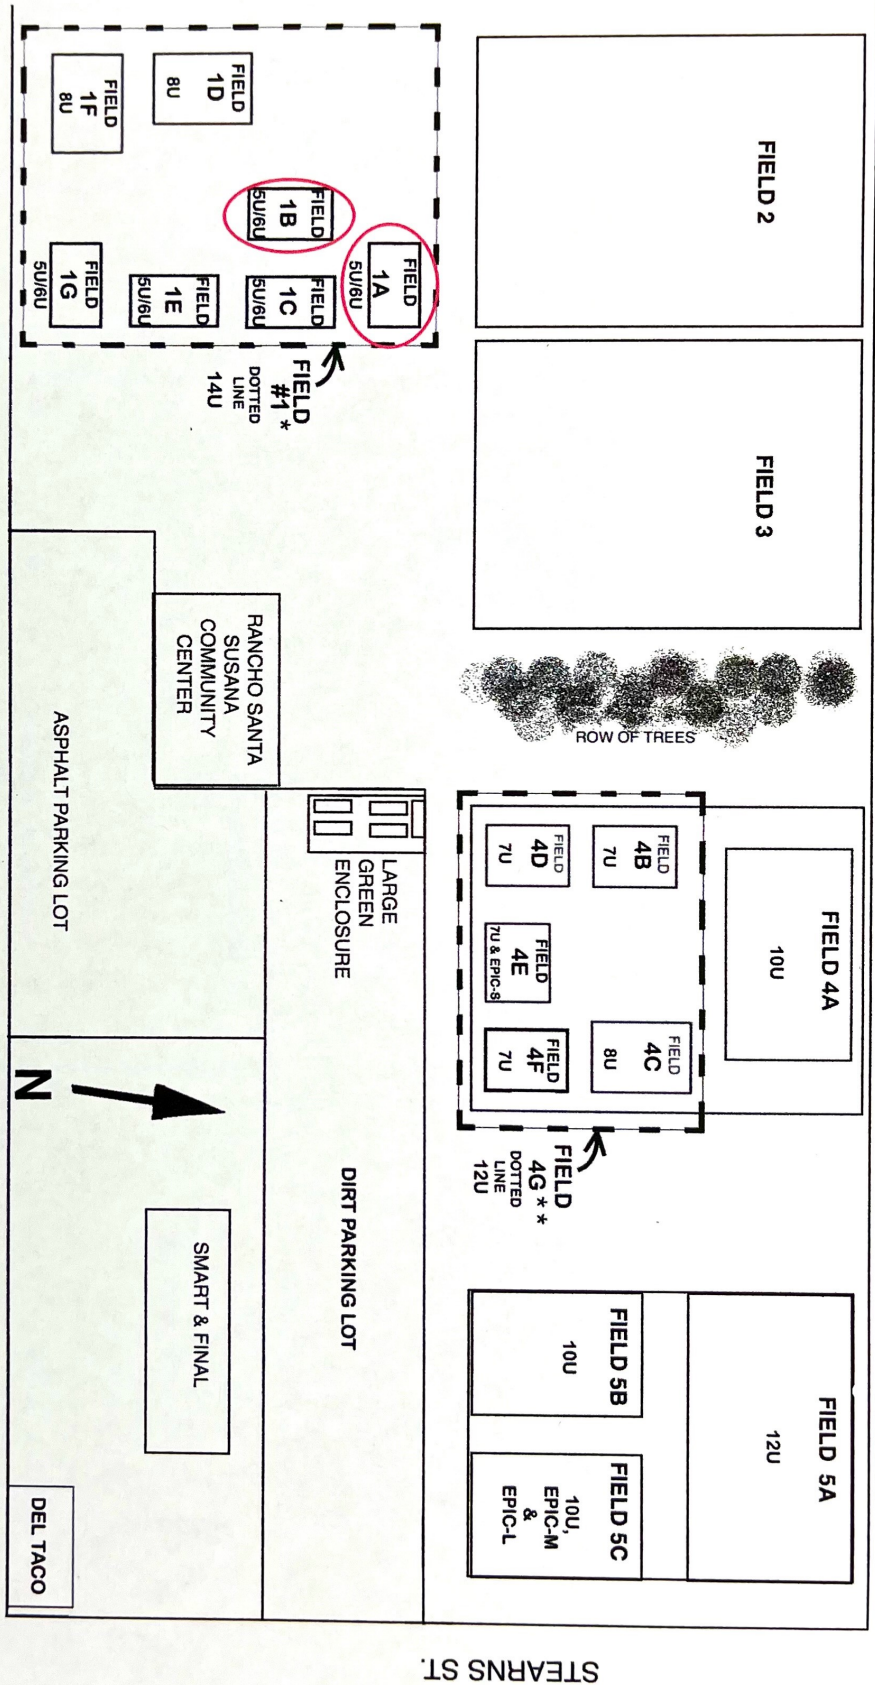 FIELD 2
FIELD 3
ROW OF TREES
FIELD 4A
10U
FIELD
4B
7U
FIELD
4C
8U
FIELD
4D
7U
FIELD
4E
7U & EPIC-S
FIELD
4F
7U
FIELD
4G * *
DOTTED
LINE
12U
FIELD 5A
12U
FIELD 5B
10U
FIELD 5C
10U,
EPIC-M
&
EPIC-L
STEARNS ST.
FIELD
1A
5U/6U
FIELD
1B
5U/6U
FIELD
1C
5U/6U
FIELD
1D
8U
FIELD
1E
5U/6U
FIELD
1F
8U
FIELD
1G
5U/6U
FIELD
#1 *
DOTTED
LINE
14U
RANCHO SANTA
SUSANA
COMMUNITY
CENTER
LARGE
GREEN
ENCLOSURE
DIRT PARKING LOT
ASPHALT PARKING LOT
N
SMART & FINAL
DEL TACO